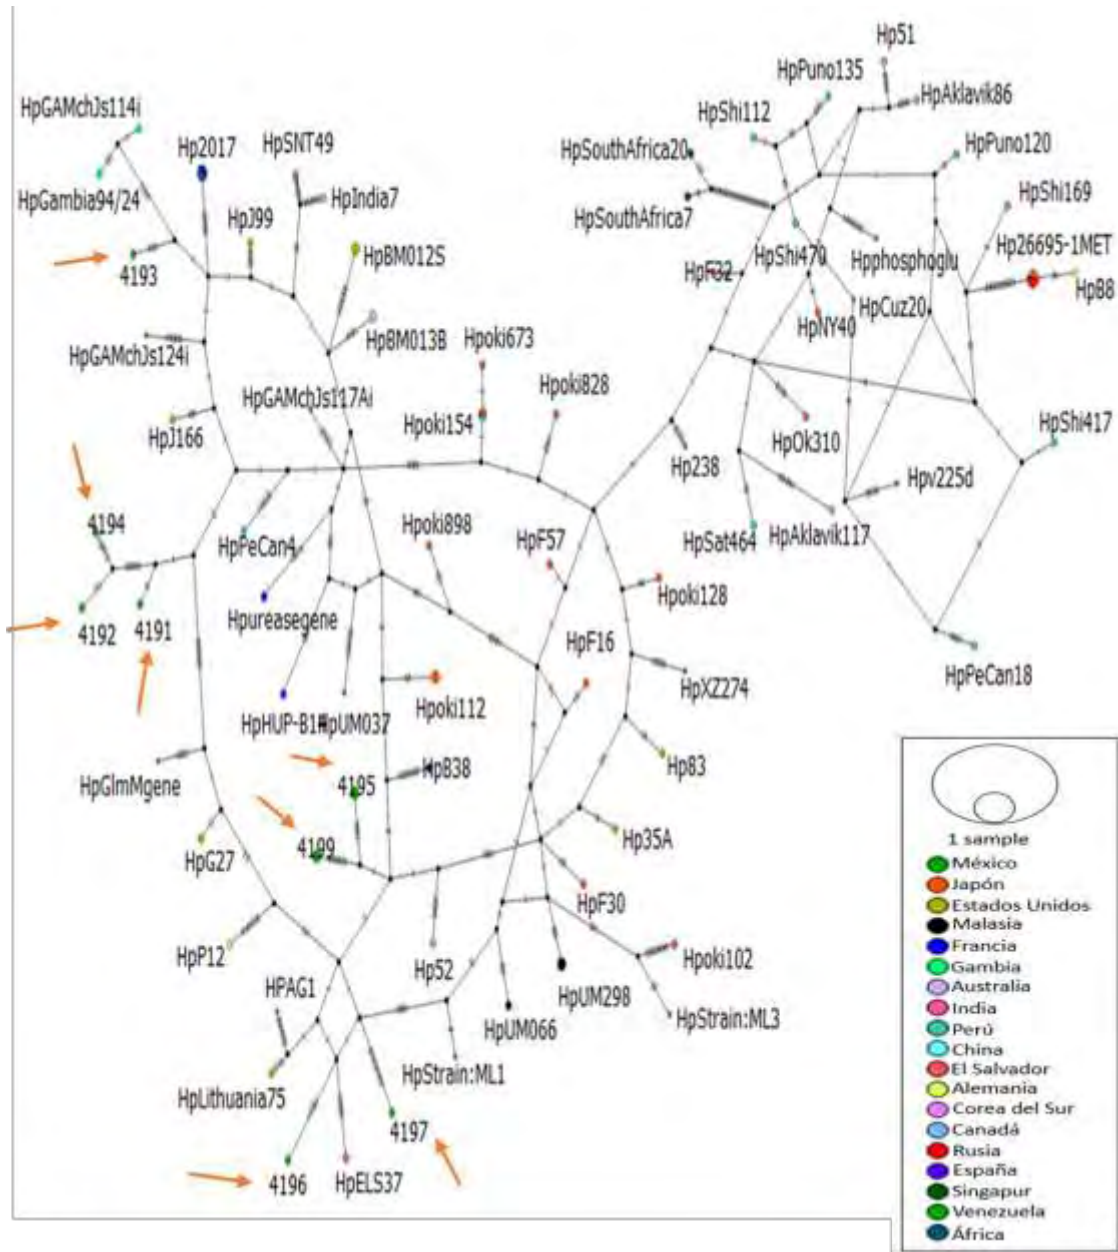 Hp51
HpPuno135
HpAklavik86
HpGAMchJs114i
HpShi112
Hp2017
HpSNT49
HpSouthAfrica20
HpPuno120
HpGambia94/24
HpIndia7
HpShi169
HpJ99
HpSouthAfrica7
HpBM012S
HpShi470
Hpphosphoglu
Hp26695-1MET
4193
HpF32
HpB8
HpCuz20
HpBM013B
HpNY40
HpGAMchJs124i
Hpoki673
HpGAMchJs117Ai
Hpoki828
HpJ166
Hpoki154
HpOk310
HpShi417
Hp238
Hpv225d
4194
Hpoki898
HpPeCan4
HpF57
HpSat464
HpAklavik117
Hpoki128
4192
4191
Hpureasegene
HpF16
HpXZ274
HpPeCan18
Hpoki112
HpUM037
HpB38
Hp83
HpGlmMgene
4195
4199
HpG27
Hp35A
HpF30
HpP12
Hp52
Hpoki102
HPAG1
HpUM298
HpStrain:ML3
HpUM066
HpStrain:ML1
HpLithuania75
4197
4196
HpELS37
1 sample
México
Japón
Estados Unidos
Malasia
Francia
Gambia
Australia
India
Perú
China
El Salvador
Alemania
Corea del Sur
Canadá
Rusia
España
Singapur
Venezuela
África